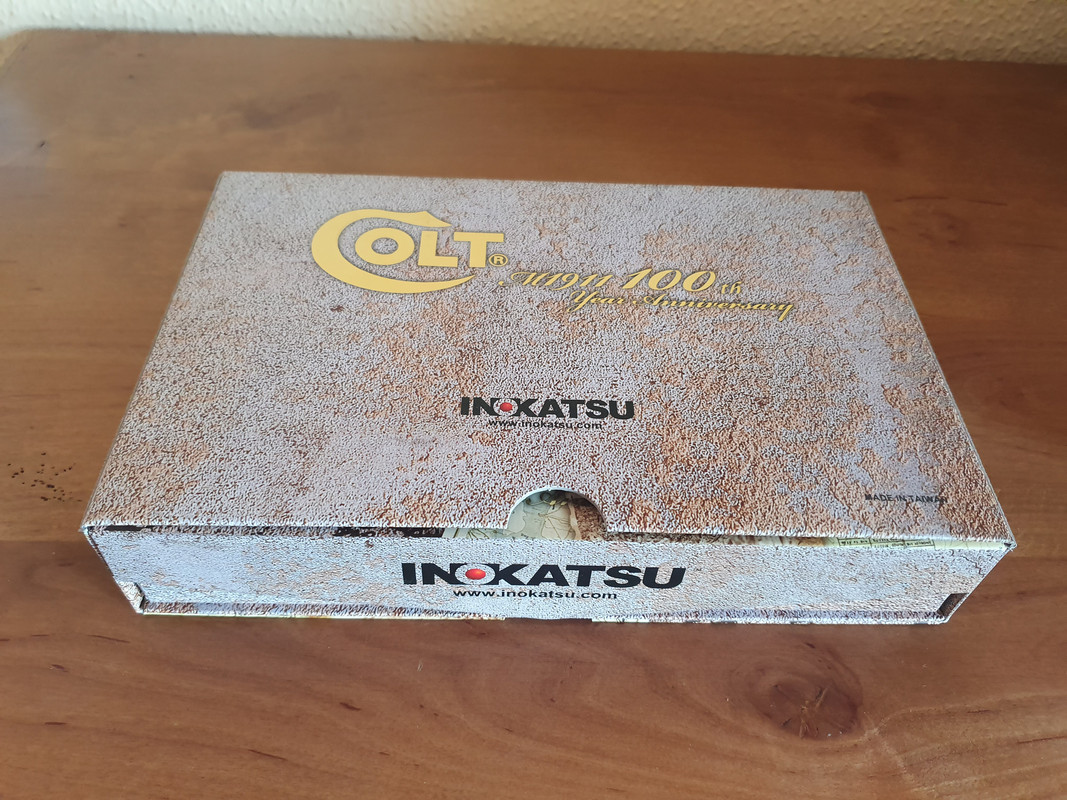 COLT®
M1911 100th
Year Anniversary
INOKATSU
www.inokatsu.com
MADE IN TAIWAN
INOKATSU
www.inokatsu.com